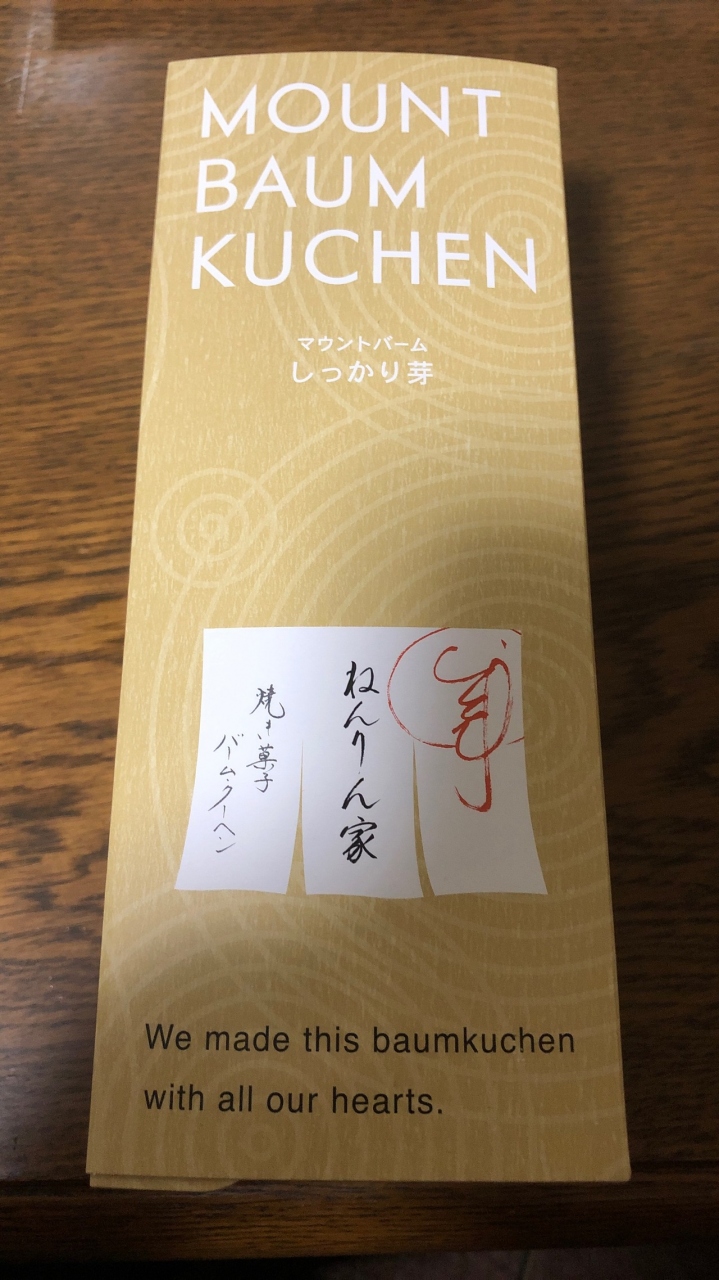 MOUNT
BAUM
KUCHEN
マウントバーム
しっかり芽
芽
ねんりん家
焼き菓子
バームクーヘン
We made this baumkuchen
with all our hearts.